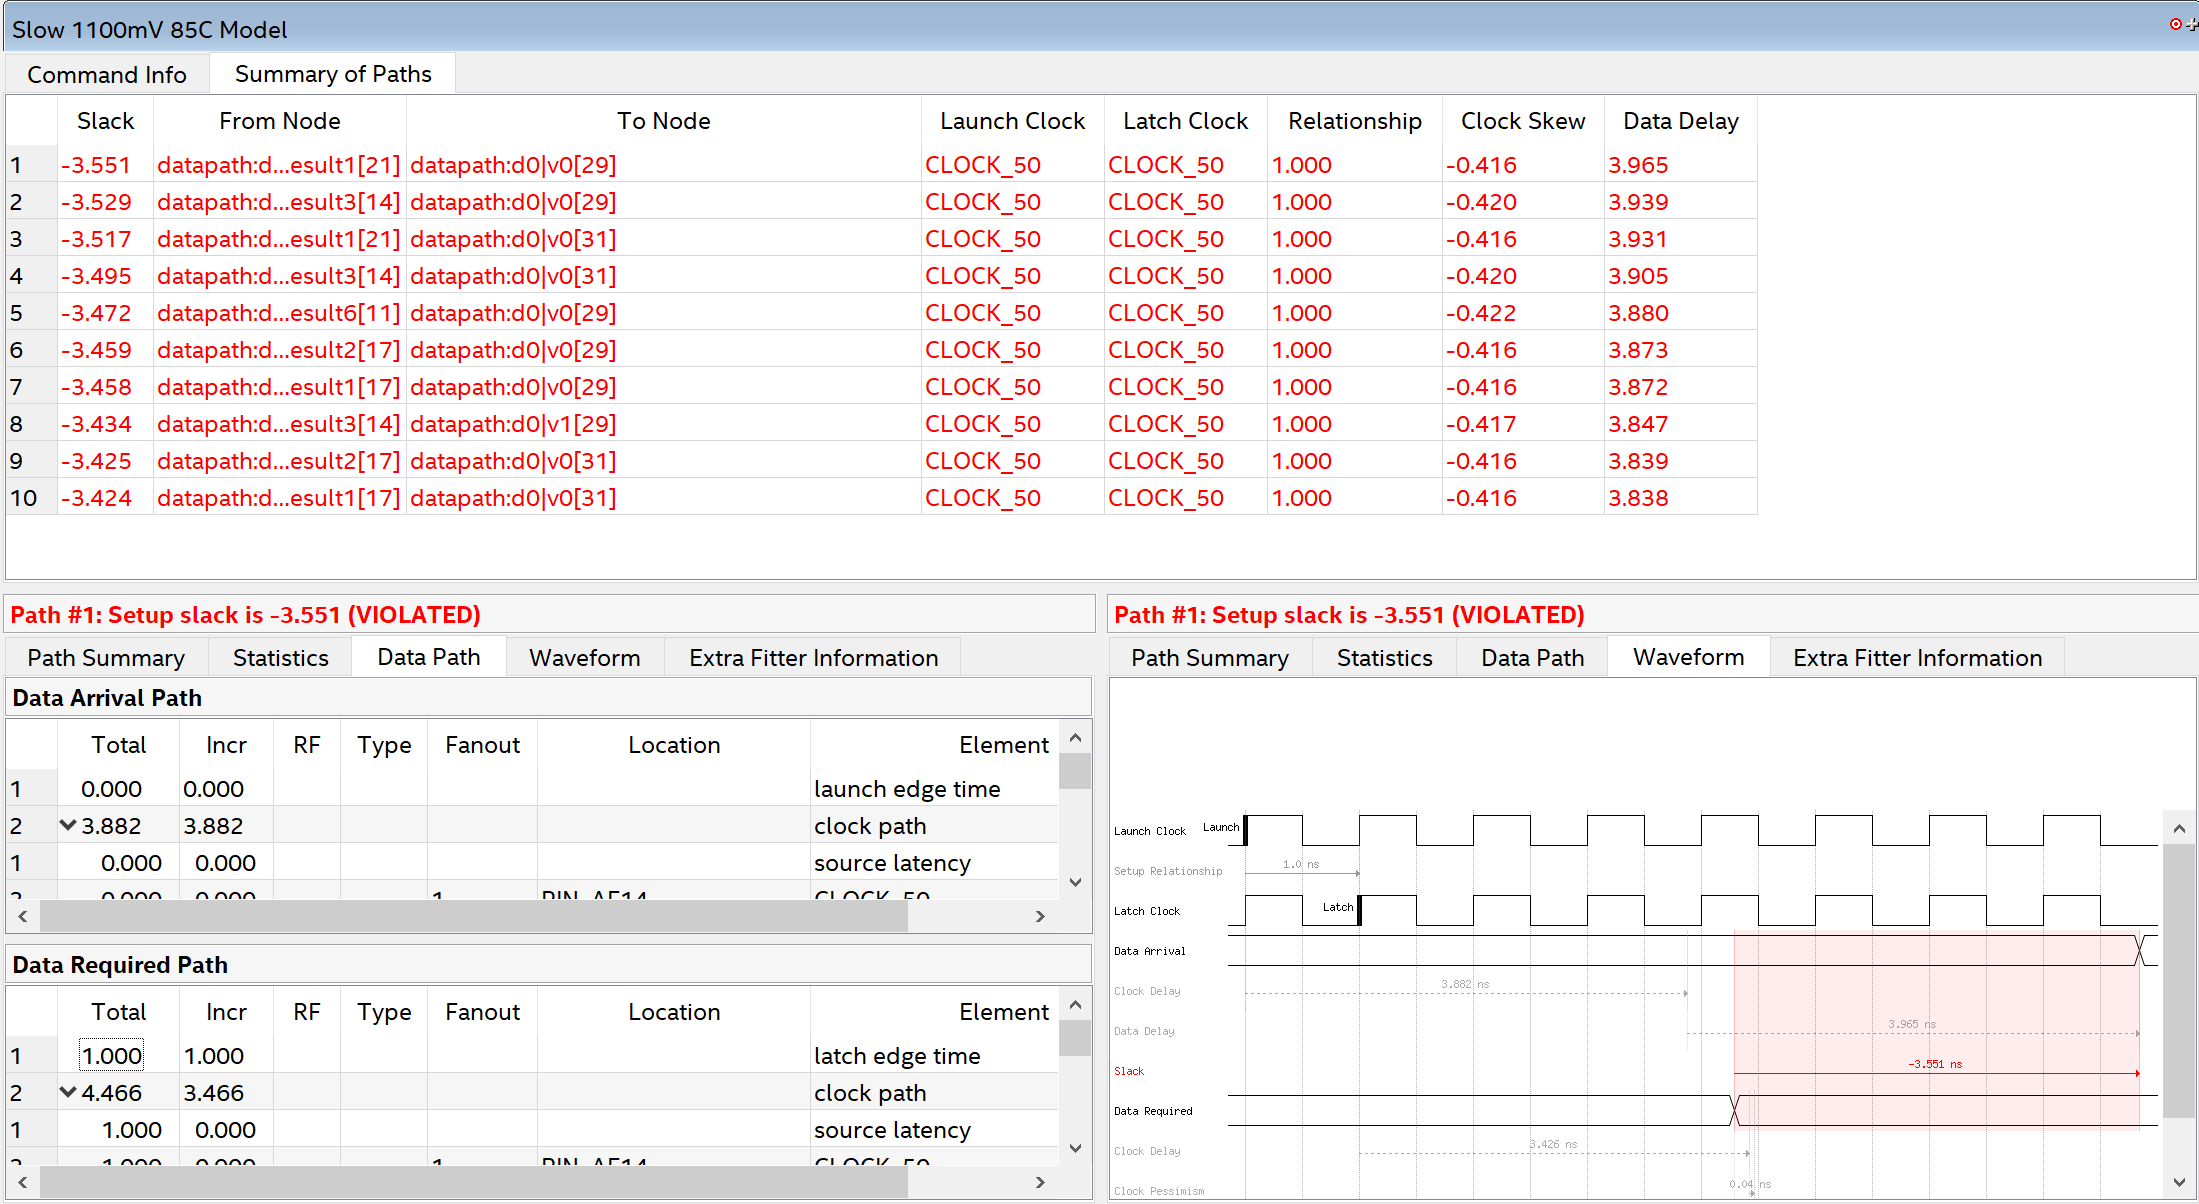 Slow 1100mV 85C Model
Command Info Summary of Paths
Slack From Node To Node Launch Clock Latch Clock Relationship Clock Skew Data Delay
1 -3.551 datapath:d...esult1[21] datapath:d0|v0[29] CLOCK_50 CLOCK_50 1.000 -0.416 3.965
2 -3.529 datapath:d...esult3[14] datapath:d0|v0[29] CLOCK_50 CLOCK_50 1.000 -0.420 3.939
3 -3.517 datapath:d...esult1[21] datapath:d0|v0[31] CLOCK_50 CLOCK_50 1.000 -0.416 3.931
4 -3.495 datapath:d...esult3[14] datapath:d0|v0[31] CLOCK_50 CLOCK_50 1.000 -0.420 3.905
5 -3.472 datapath:d...esult6[11] datapath:d0|v0[29] CLOCK_50 CLOCK_50 1.000 -0.422 3.880
6 -3.459 datapath:d...esult2[17] datapath:d0|v0[29] CLOCK_50 CLOCK_50 1.000 -0.416 3.873
7 -3.458 datapath:d...esult1[17] datapath:d0|v0[29] CLOCK_50 CLOCK_50 1.000 -0.416 3.872
8 -3.434 datapath:d...esult3[14] datapath:d0|v1[29] CLOCK_50 CLOCK_50 1.000 -0.417 3.847
9 -3.425 datapath:d...esult2[17] datapath:d0|v0[31] CLOCK_50 CLOCK_50 1.000 -0.416 3.839
10 -3.424 datapath:d...esult1[17] datapath:d0|v0[31] CLOCK_50 CLOCK_50 1.000 -0.416 3.838
Path #1: Setup slack is -3.551 (VIOLATED)
Path Summary Statistics Data Path Waveform Extra Fitter Information
Data Arrival Path
Total Incr RF Type Fanout Location Element
1 0.000 0.000 launch edge time
2 3.882 3.882 clock path
1 0.000 0.000 source latency
2 0.000 0.000 1 PIN_AF14 CLOCK_50
Data Required Path
Total Incr RF Type Fanout Location Element
1 1.000 1.000 latch edge time
2 4.466 3.466 clock path
1 1.000 0.000 source latency
2 1.000 0.000 1 PIN_AF14 CLOCK_50
Path #1: Setup slack is -3.551 (VIOLATED)
Path Summary Statistics Data Path Waveform Extra Fitter Information
Launch Clock Launch
Setup Relationship 1.0 ns
Latch Clock Latch
Data Arrival
Clock Delay 3.882 ns
Data Delay 3.965 ns
Slack -3.551 ns
Data Required
Clock Delay 3.426 ns
Clock Pessimism 0.04 ns